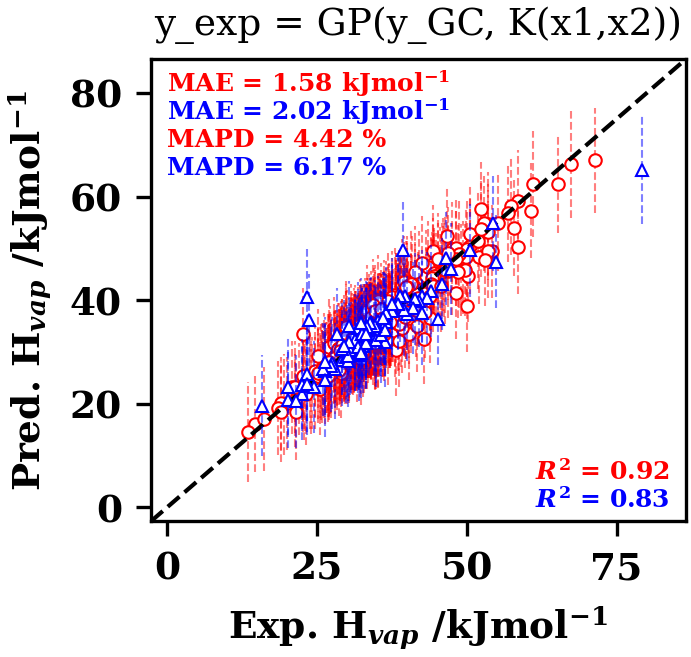 y_exp = GP(y_GC, K(x1,x2))
MAE = 1.58 kJmol⁻¹
MAE = 2.02 kJmol⁻¹
MAPD = 4.42 %
MAPD = 6.17 %
R² = 0.92
R² = 0.83
80
60
40
20
0
0 25 50 75
Pred. H_vap /kJmol⁻¹
Exp. H_vap /kJmol⁻¹